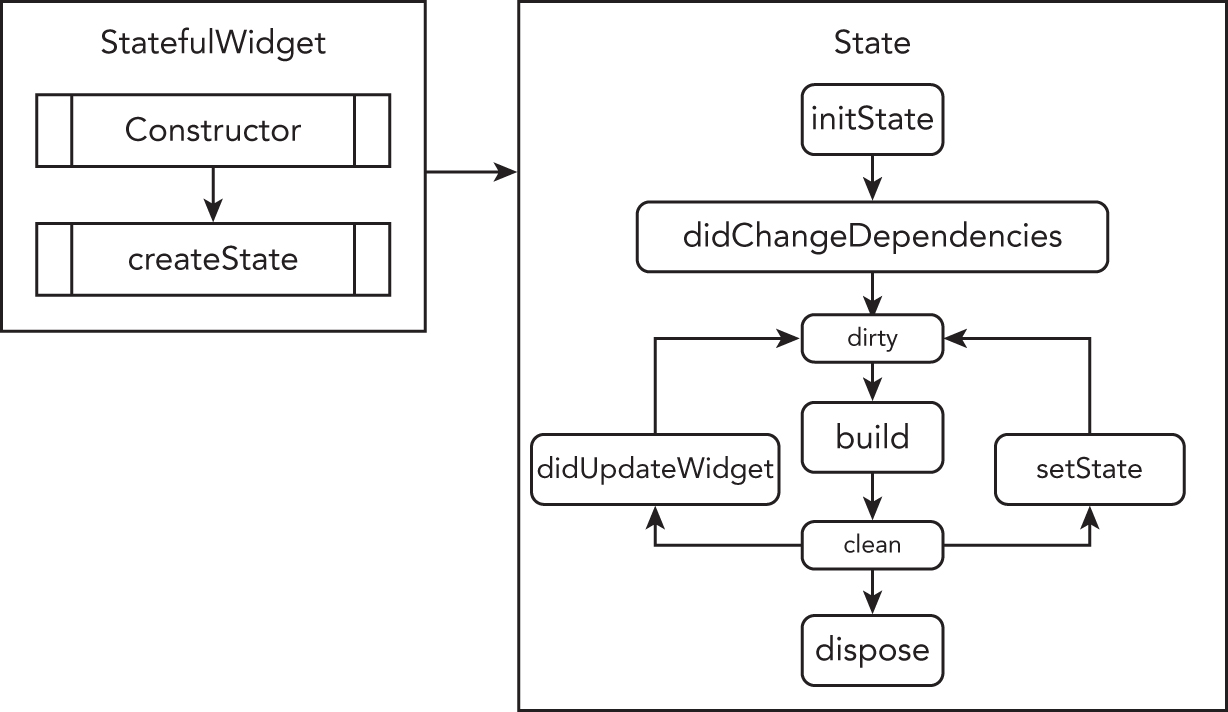 StatefulWidget
Constructor
createState
State
initState
didChangeDependencies
dirty
build
didUpdateWidget
setState
clean
dispose